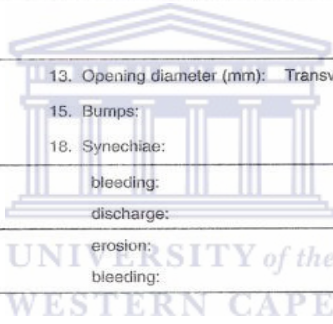 13. Opening diameter (mm): Transv
15. Bumps:
18. Synechiae:
bleeding:
discharge:
erosion:
bleeding:
UNIVERSITY of the
WESTERN CAPE